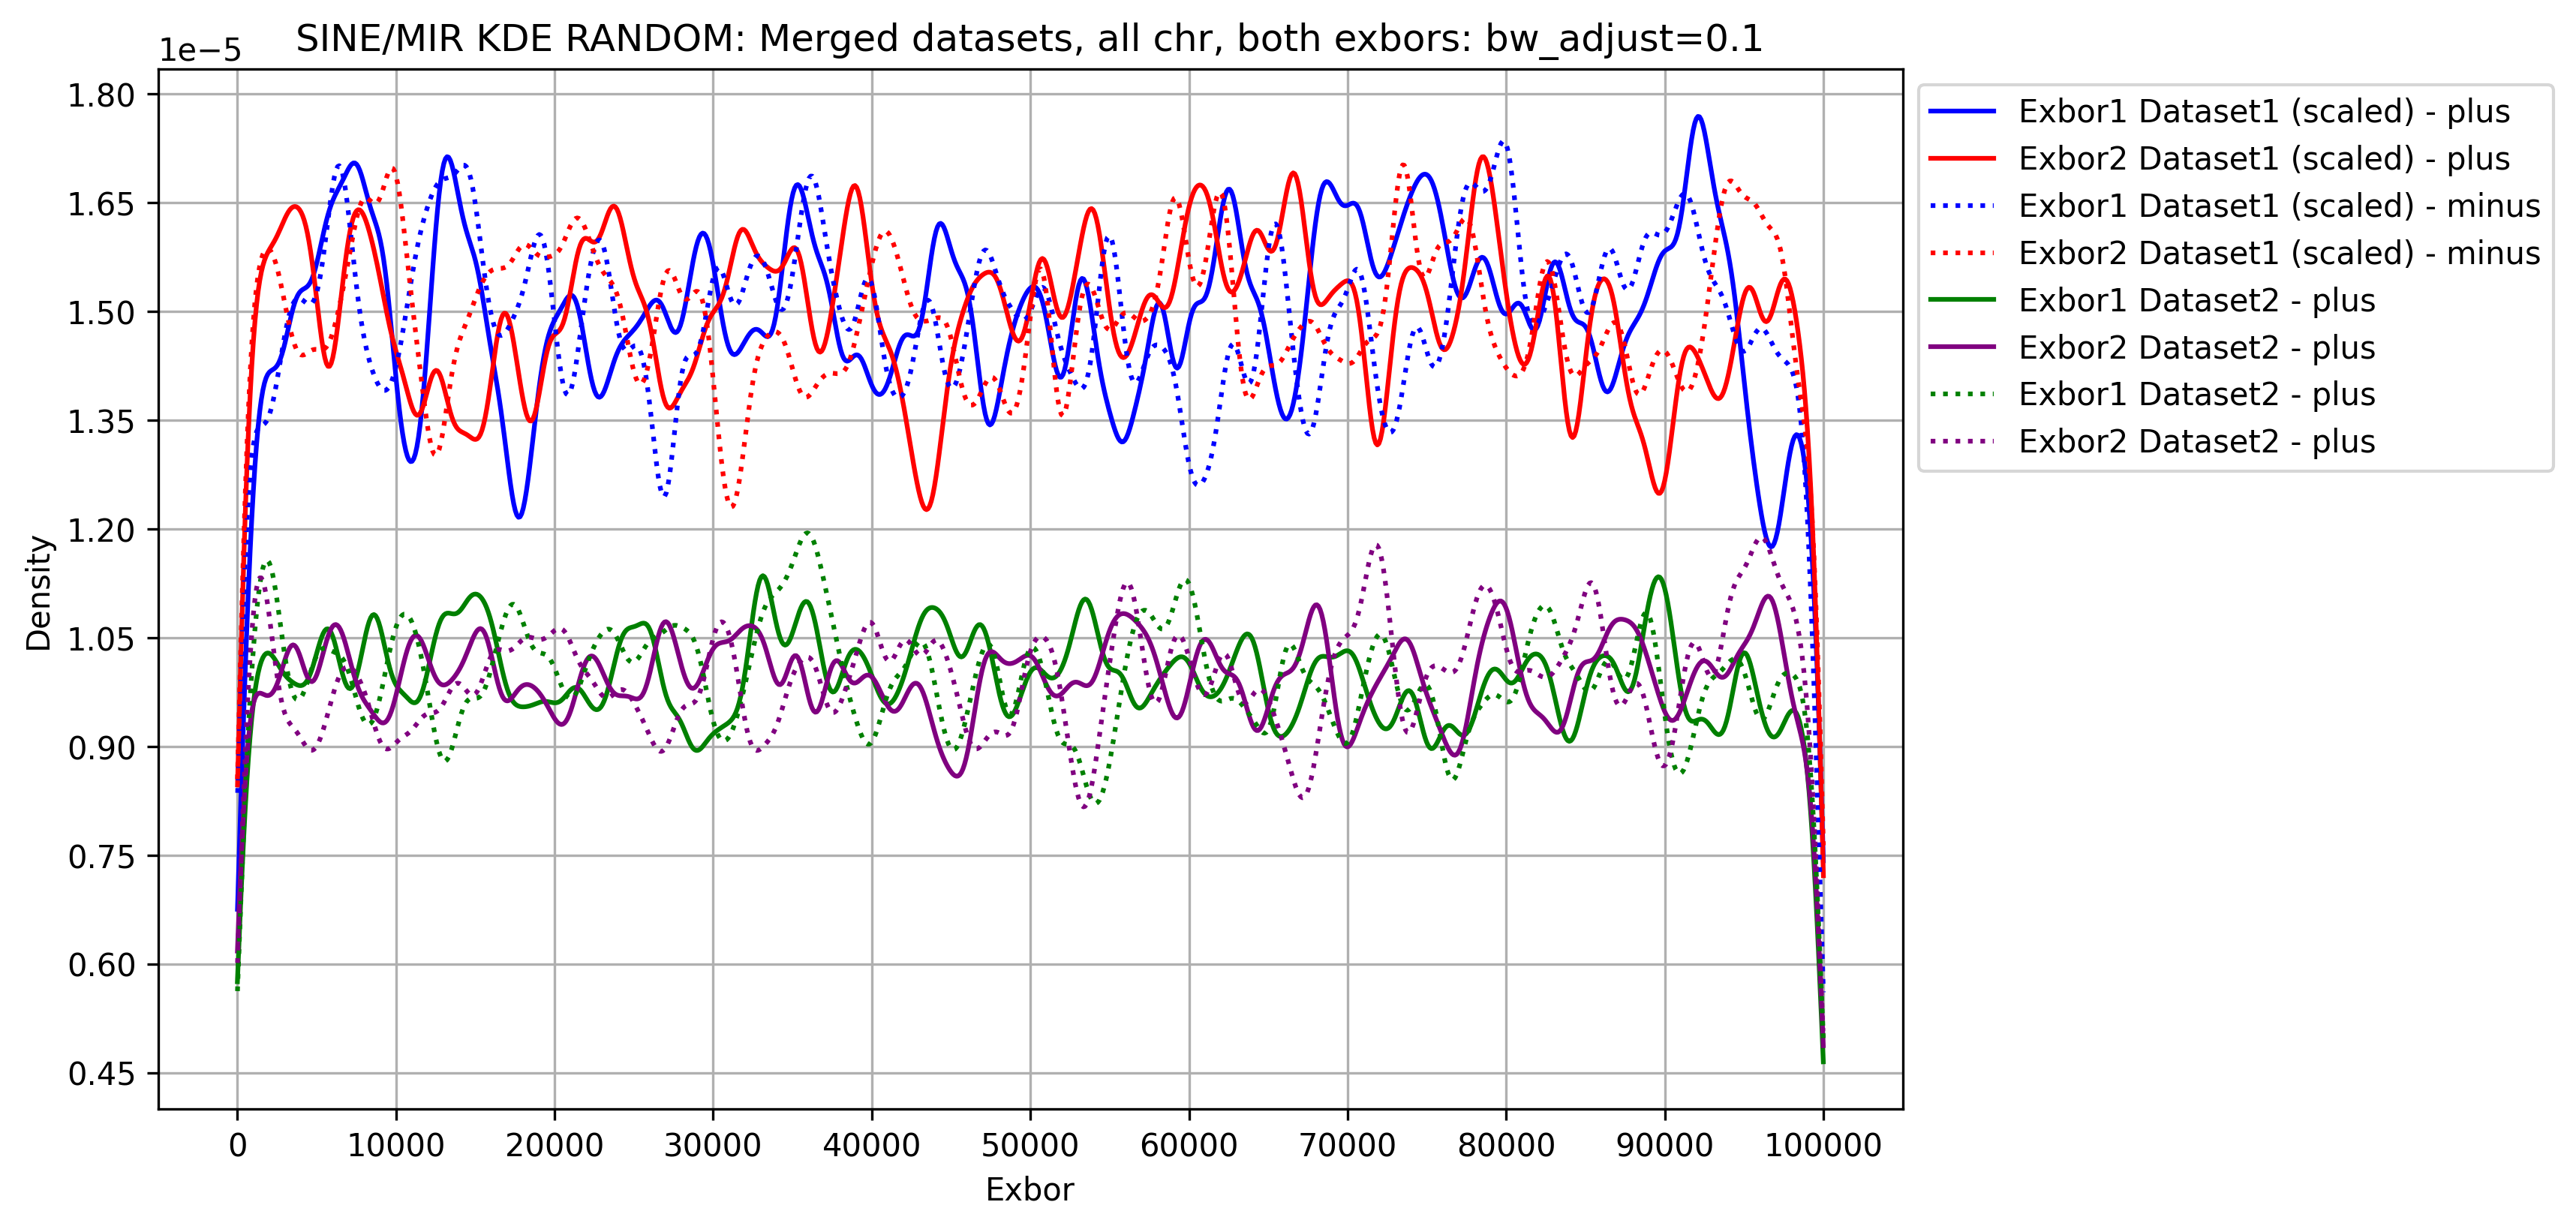 SINE/MIR KDE RANDOM: Merged datasets, all chr, both exbors: bw_adjust=0.1
1e−5
1.80
1.65
1.50
1.35
1.20
1.05
0.90
0.75
0.60
0.45
Density
0 10000 20000 30000 40000 50000 60000 70000 80000 90000 100000
Exbor
Exbor1 Dataset1 (scaled) - plus
Exbor2 Dataset1 (scaled) - plus
Exbor1 Dataset1 (scaled) - minus
Exbor2 Dataset1 (scaled) - minus
Exbor1 Dataset2 - plus
Exbor2 Dataset2 - plus
Exbor1 Dataset2 - plus
Exbor2 Dataset2 - plus